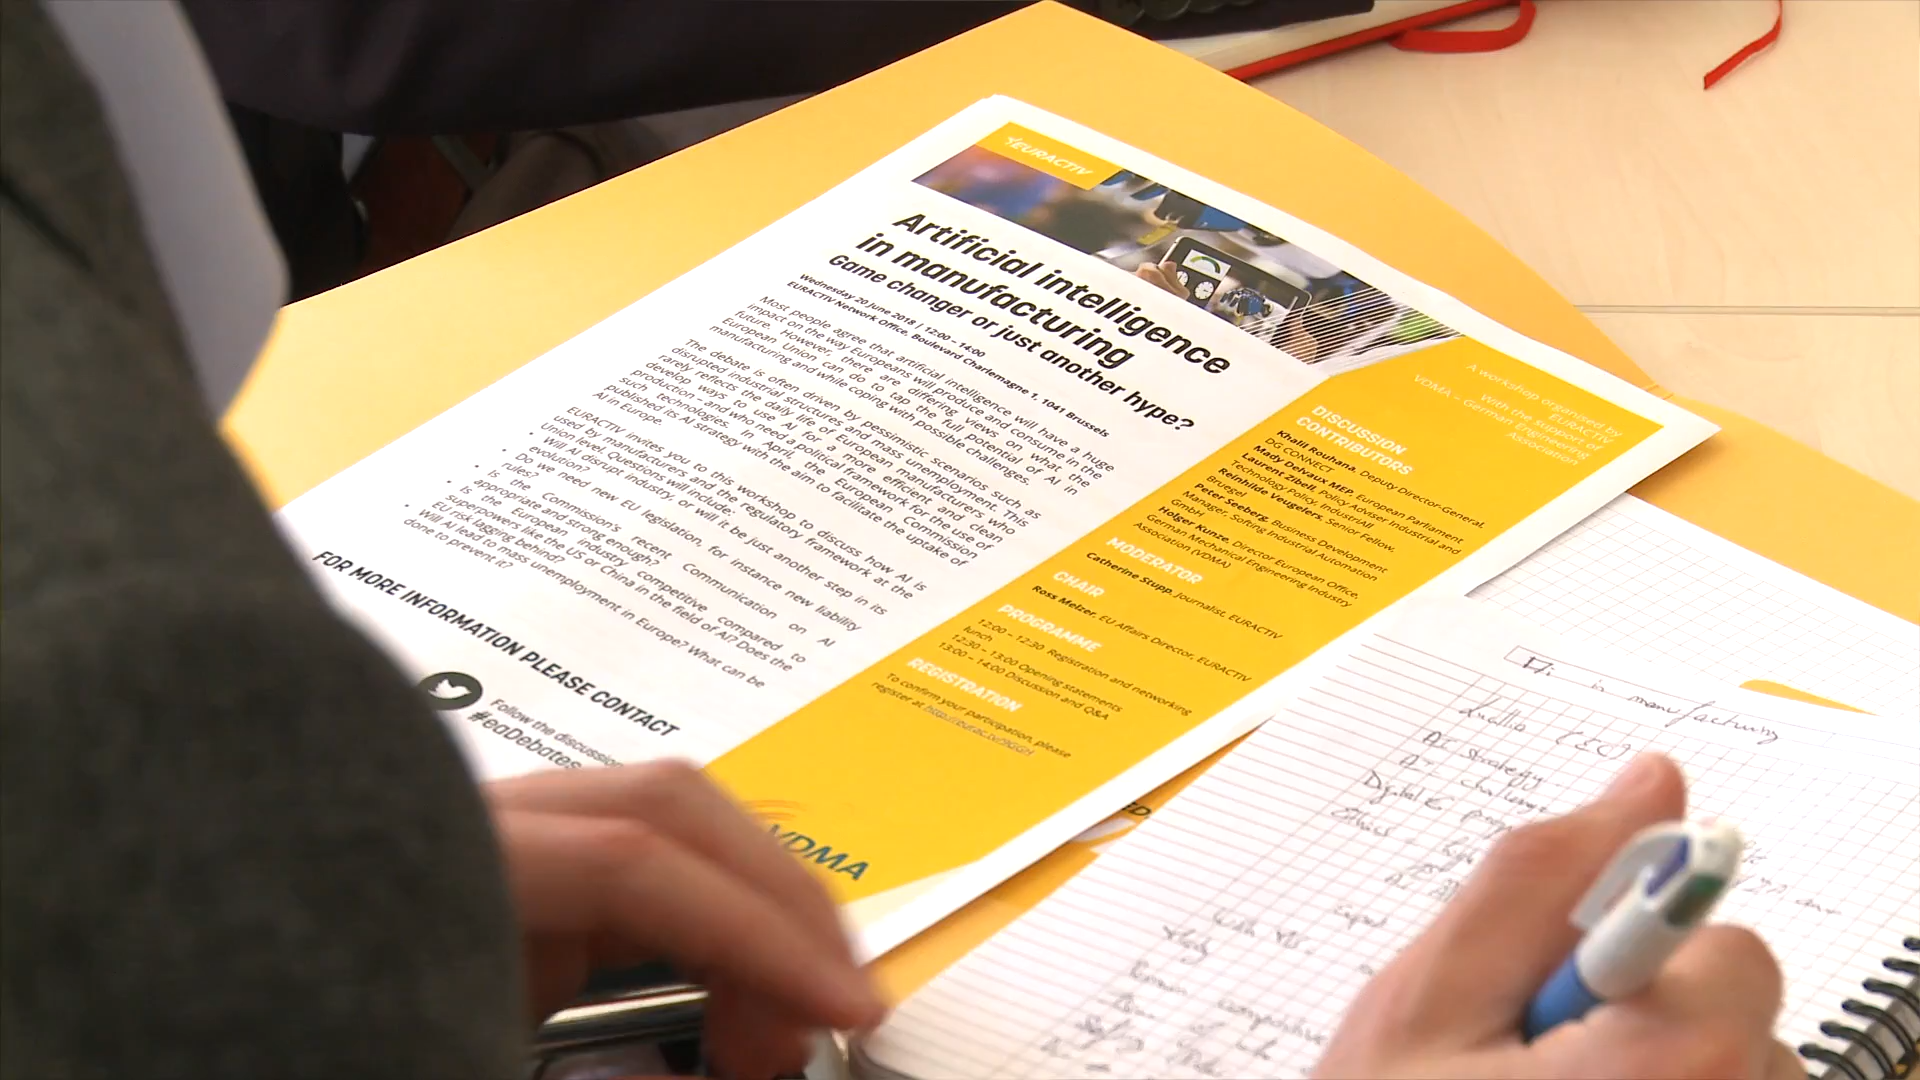 EURACTIV
Artificial intelligence
in manufacturing
Game changer or just another hype?
Wednesday 20 June 2018 | 12:00 – 14:00
EURACTIV Network Office, Boulevard Charlemagne 1, 1041 Brussels
Most people agree that artificial intelligence will have a huge
impact on the way Europeans will produce and consume in the
future. However, there are differing views on what the
European Union can do to tap the full potential of AI in
manufacturing and while coping with possible challenges.
The debate is often driven by pessimistic scenarios, such as
disrupted industrial structures and mass unemployment. This
rarely reflects the daily life of European manufacturers who
develop ways to use AI for a more efficient and clean
production - and who need a political framework for the use of
such technologies. In April, the European Commission
published its AI strategy with the aim to facilitate the uptake of
AI in Europe.
EURACTIV invites you to this workshop to discuss how AI is
used by manufacturers and the regulatory framework at the
Union level. Questions will include:
• Will AI disrupt industry, or will it be just another step in its
evolution?
• Do we need new EU legislation, for instance new liability
rules?
• Is the Commission's recent Communication on AI
appropriate and strong enough?
• Is the European industry competitive compared to
superpowers like the US or China in the field of AI? Does the
EU risk lagging behind?
• Will AI lead to mass unemployment in Europe? What can be
done to prevent it?
FOR MORE INFORMATION PLEASE CONTACT
Follow the discussion
#eaDebates
A workshop organised by
EURACTIV
With the support of
VDMA – German Engineering
Association
DISCUSSION
CONTRIBUTORS
Khalil Rouhana, Deputy Director-General,
DG CONNECT
Mady Delvaux MEP, European Parliament
Laurent Zibell, Policy Adviser Industrial and
Technology Policy, IndustriAll
Reinhilde Veugelers, Senior Fellow,
Bruegel
Peter Seeberg, Business Development
Manager, Softing Industrial Automation
GmbH
Holger Kunze, Director European Office,
German Mechanical Engineering Industry
Association (VDMA)
MODERATOR
Catherine Stupp, Journalist, EURACTIV
CHAIR
Ross Melzer, EU Affairs Director, EURACTIV
PROGRAMME
12:00 – 12:30 Registration and networking
lunch
12:30 – 13:00 Opening statements
13:00 – 14:00 Discussion and Q&A
REGISTRATION
To confirm your participation, please
register at
VDMA
in manufacturing
(EC)
AI strategy
challenge
Digital
Ethics
competitive